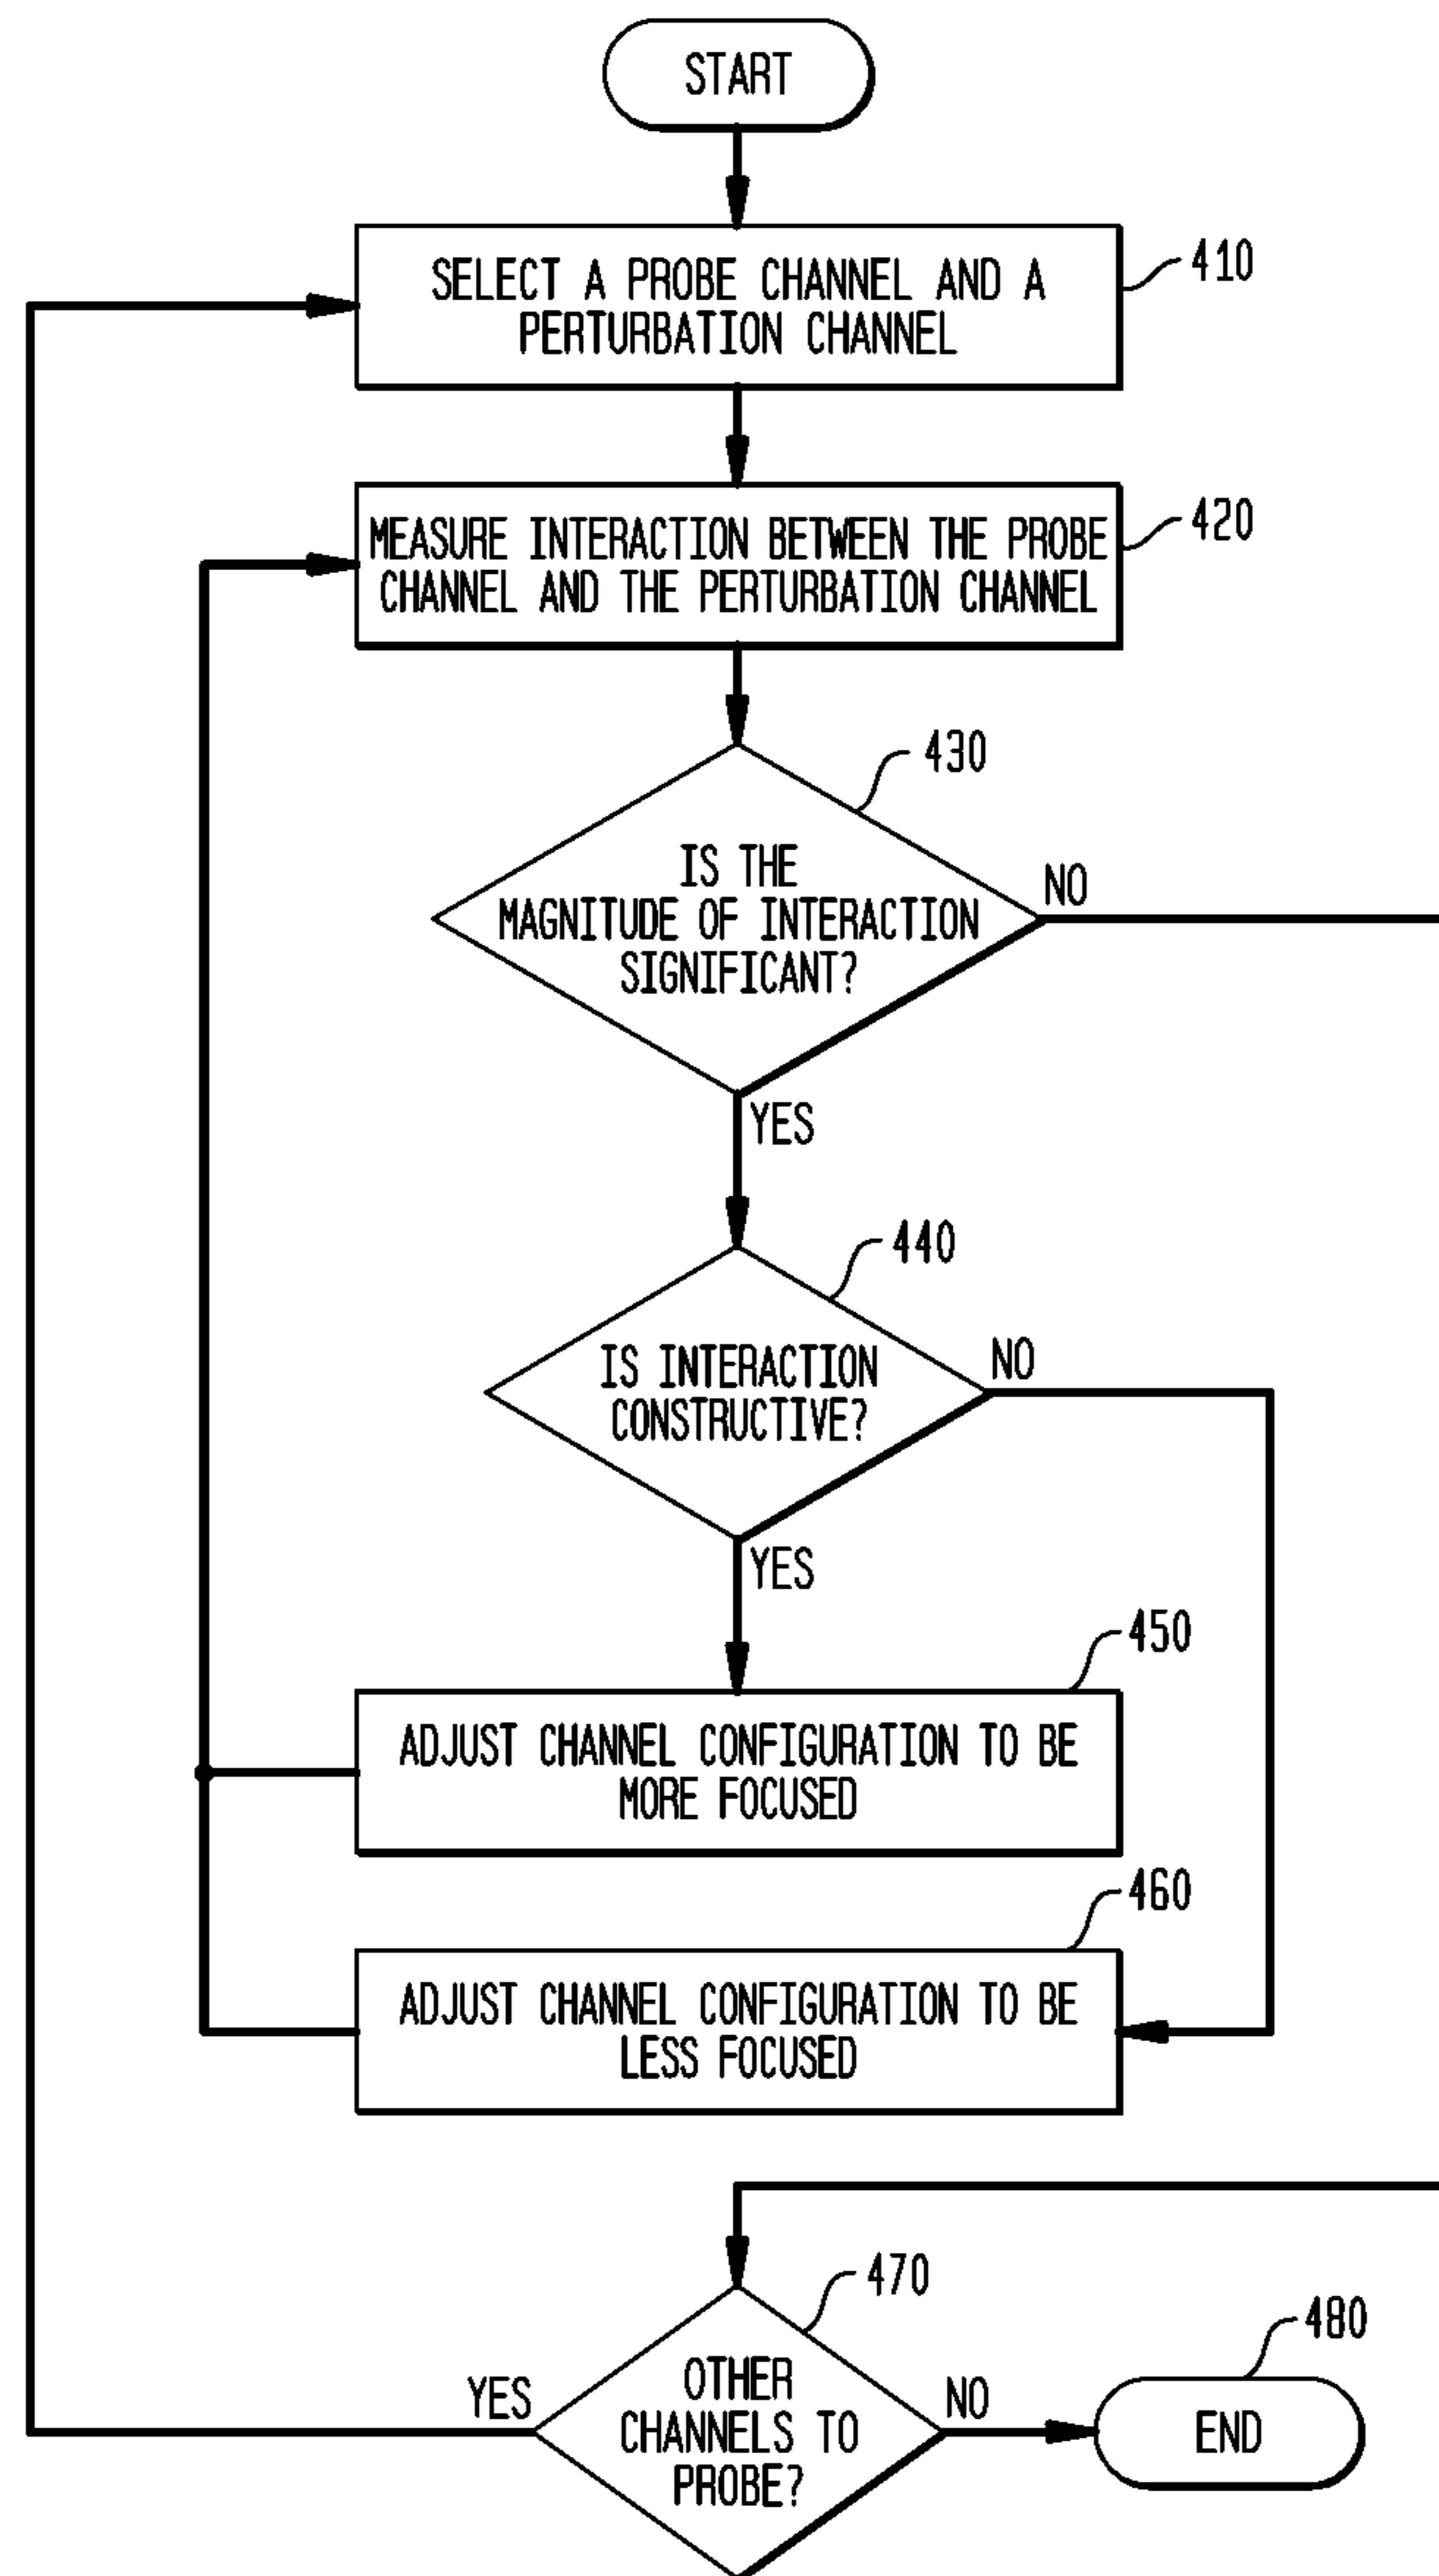 START
SELECT A PROBE CHANNEL AND A
PERTURBATION CHANNEL
410
MEASURE INTERACTION BETWEEN THE PROBE
CHANNEL AND THE PERTURBATION CHANNEL
420
430
IS THE
MAGNITUDE OF INTERACTION
SIGNIFICANT?
NO
YES
440
IS INTERACTION
CONSTRUCTIVE?
NO
YES
450
ADJUST CHANNEL CONFIGURATION TO BE
MORE FOCUSED
460
ADJUST CHANNEL CONFIGURATION TO BE
LESS FOCUSED
470
OTHER
CHANNELS TO
PROBE?
YES
NO
480
END